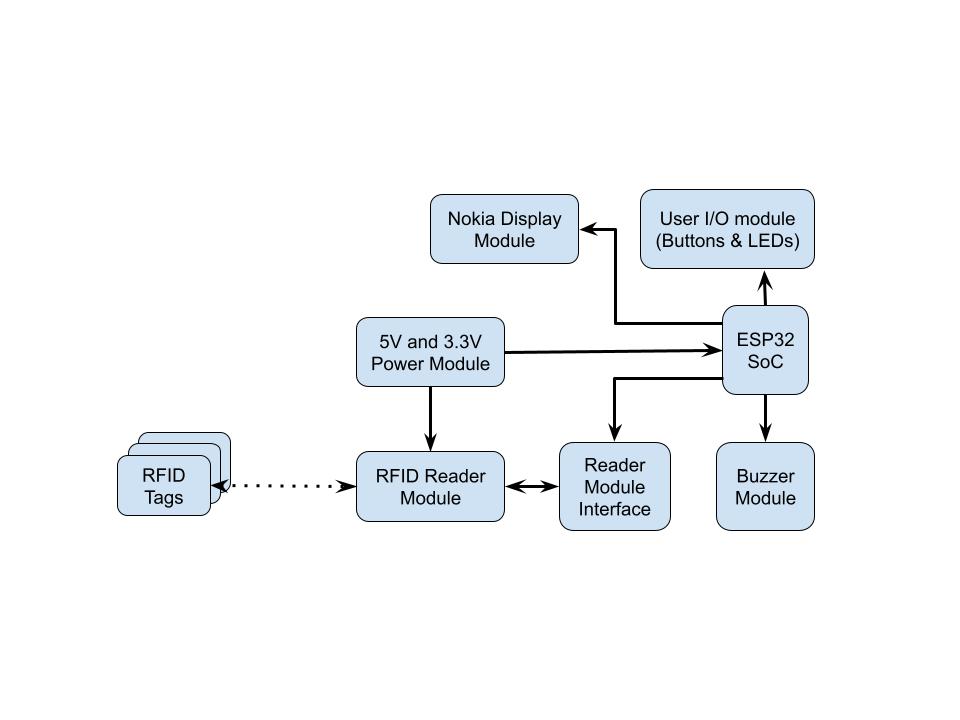 Nokia Display
Module
User I/O module
(Buttons & LEDs)
5V and 3.3V
Power Module
ESP32
SoC
RFID
Tags
RFID Reader
Module
Reader
Module
Interface
Buzzer
Module